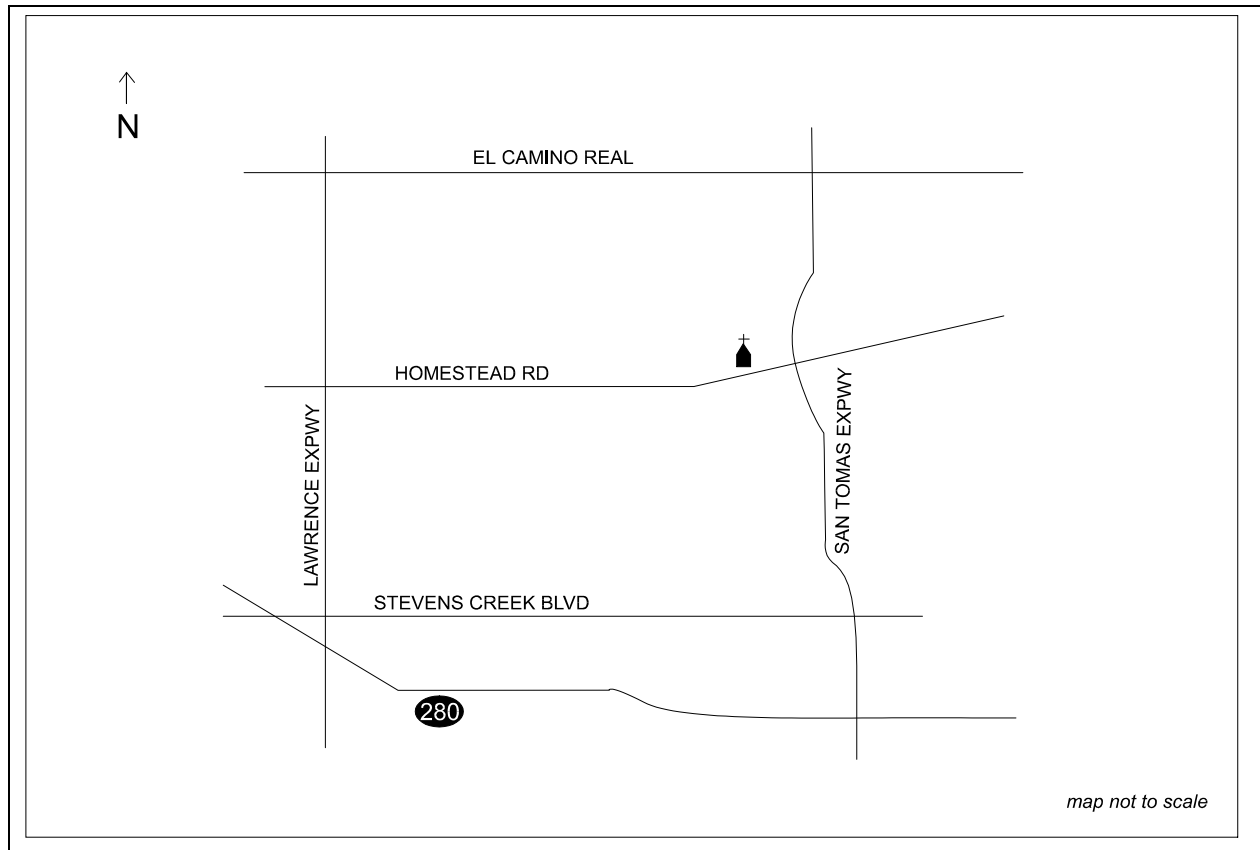 N
EL CAMINO REAL
HOMESTEAD RD
LAWRENCE EXPWY
SAN TOMAS EXPWY
STEVENS CREEK BLVD
280
map not to scale